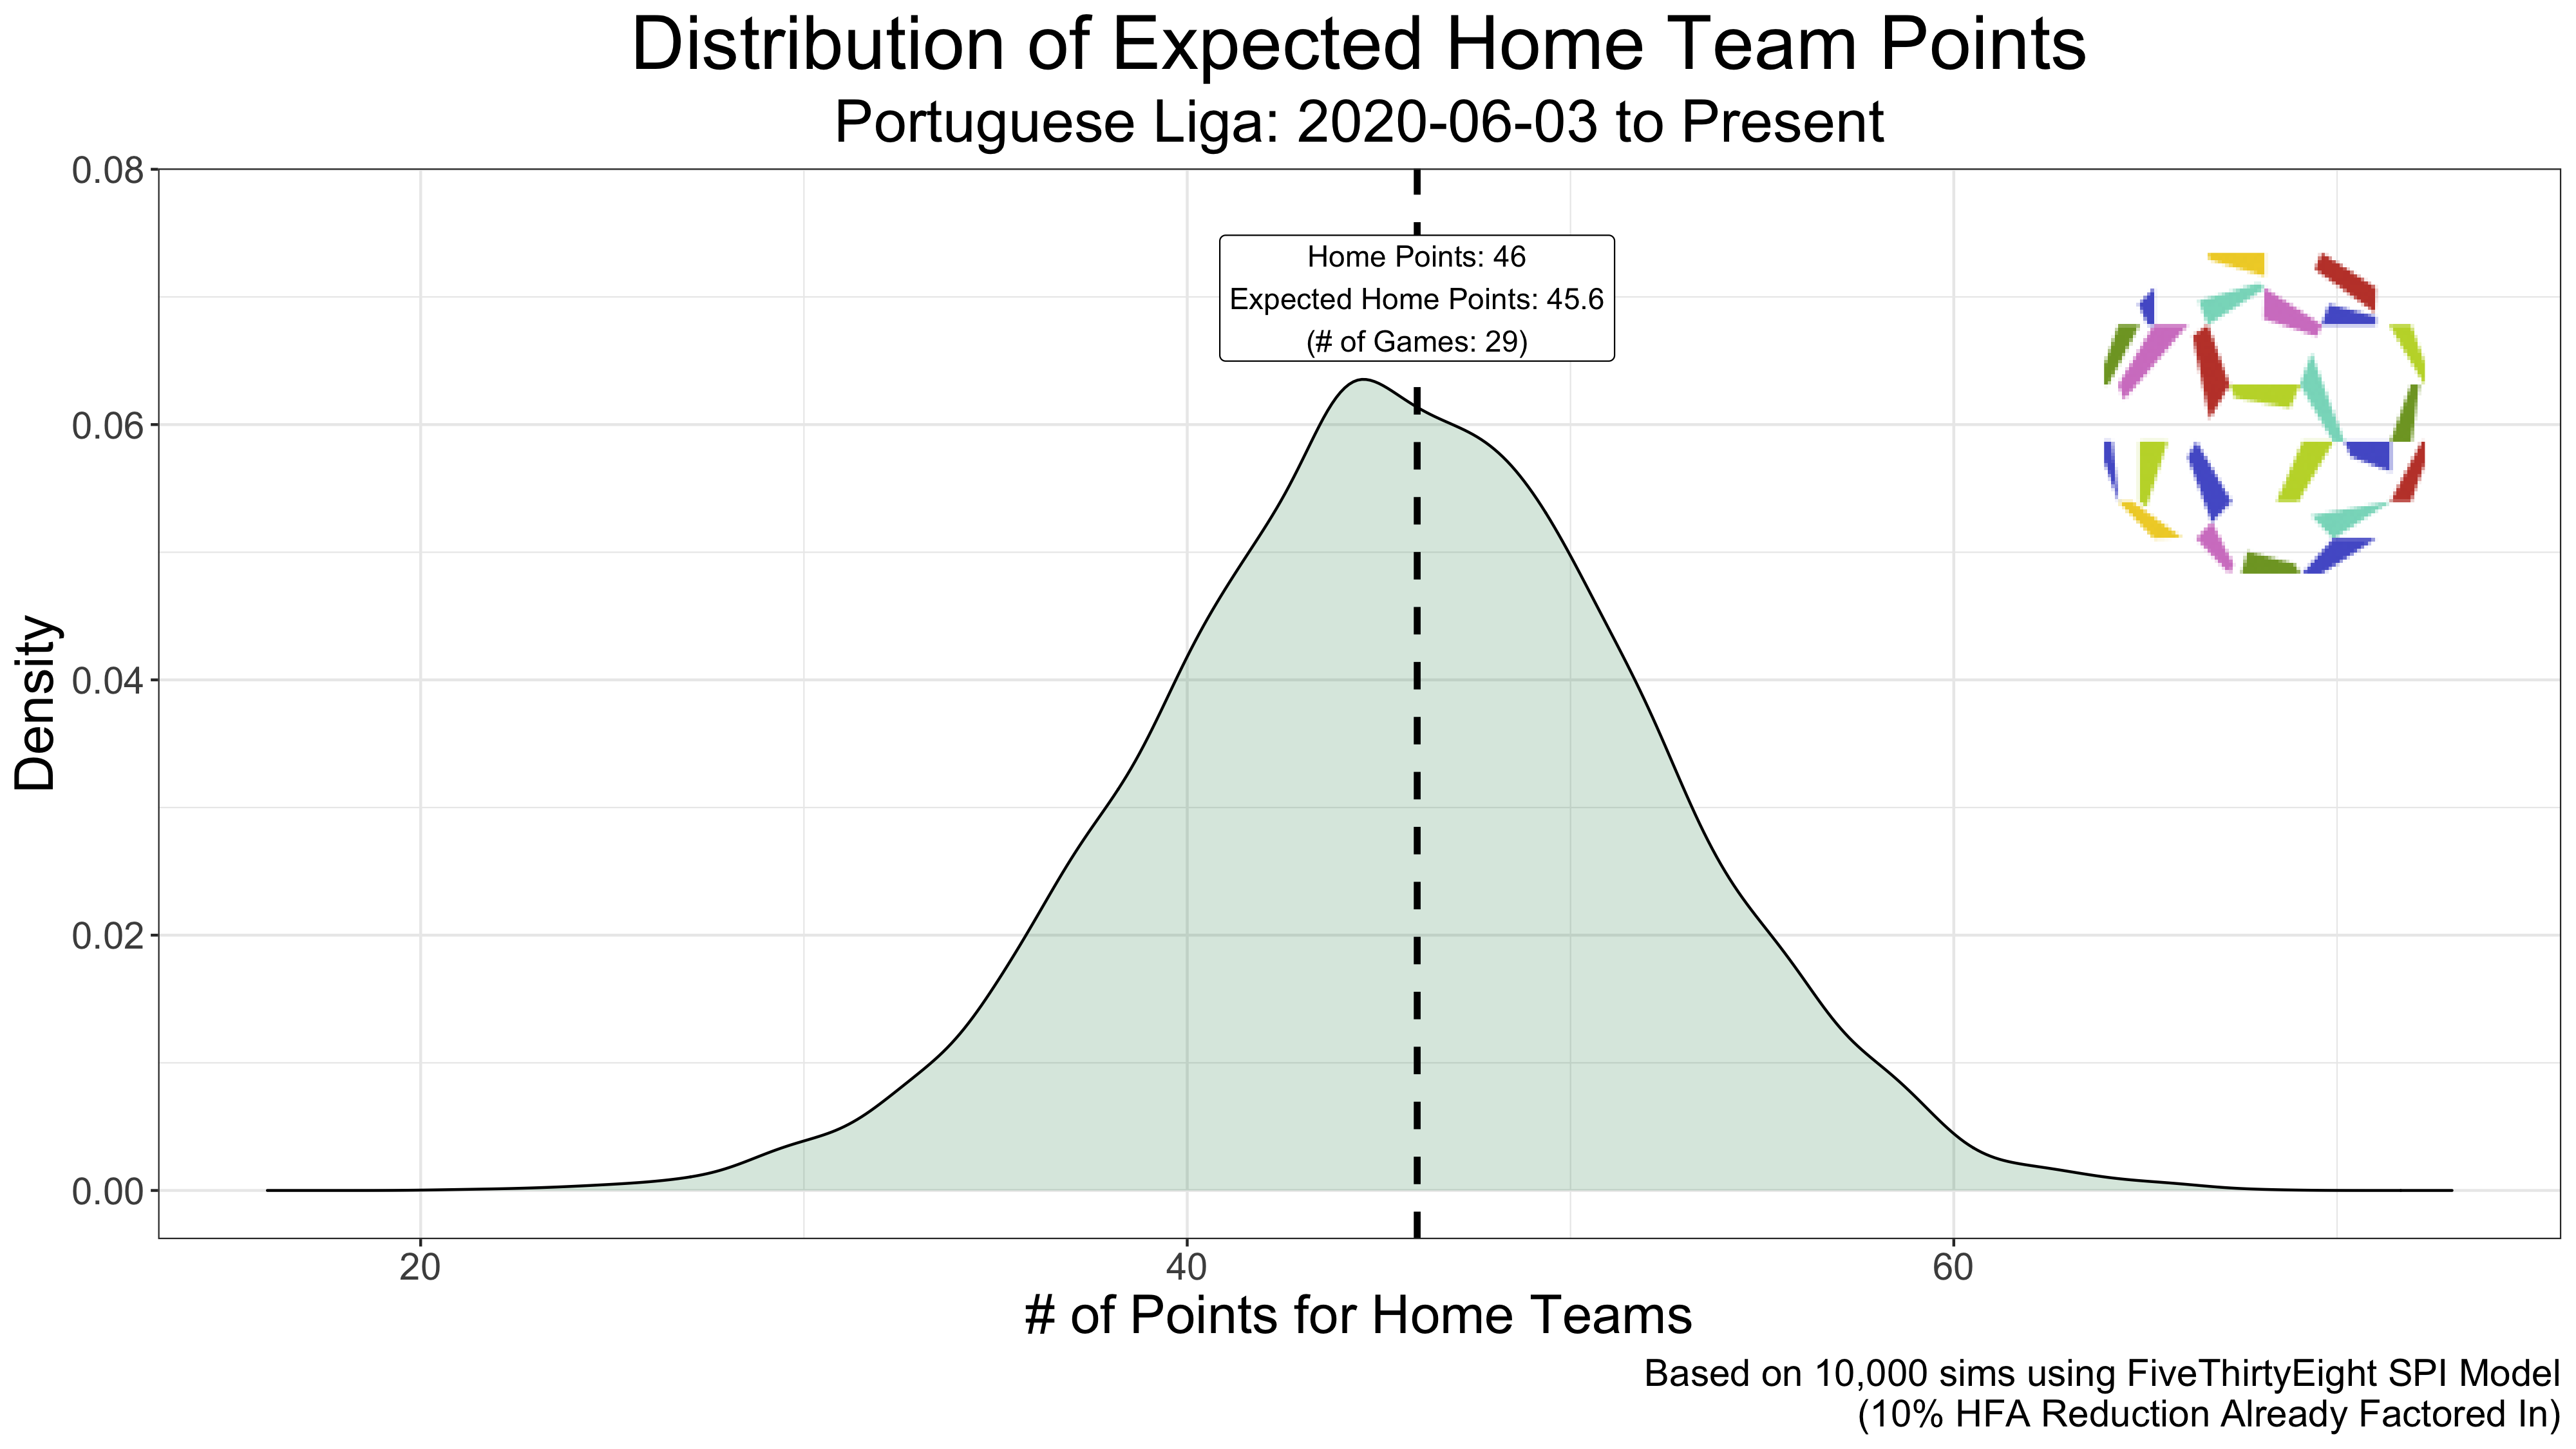 Distribution of Expected Home Team Points
Portuguese Liga: 2020-06-03 to Present
0.08
Home Points: 46
Expected Home Points: 45.6
(# of Games: 29)
0.06
0.04
Density
0.02
0.00
20
40
60
# of Points for Home Teams
Based on 10,000 sims using FiveThirtyEight SPI Model
(10% HFA Reduction Already Factored In)